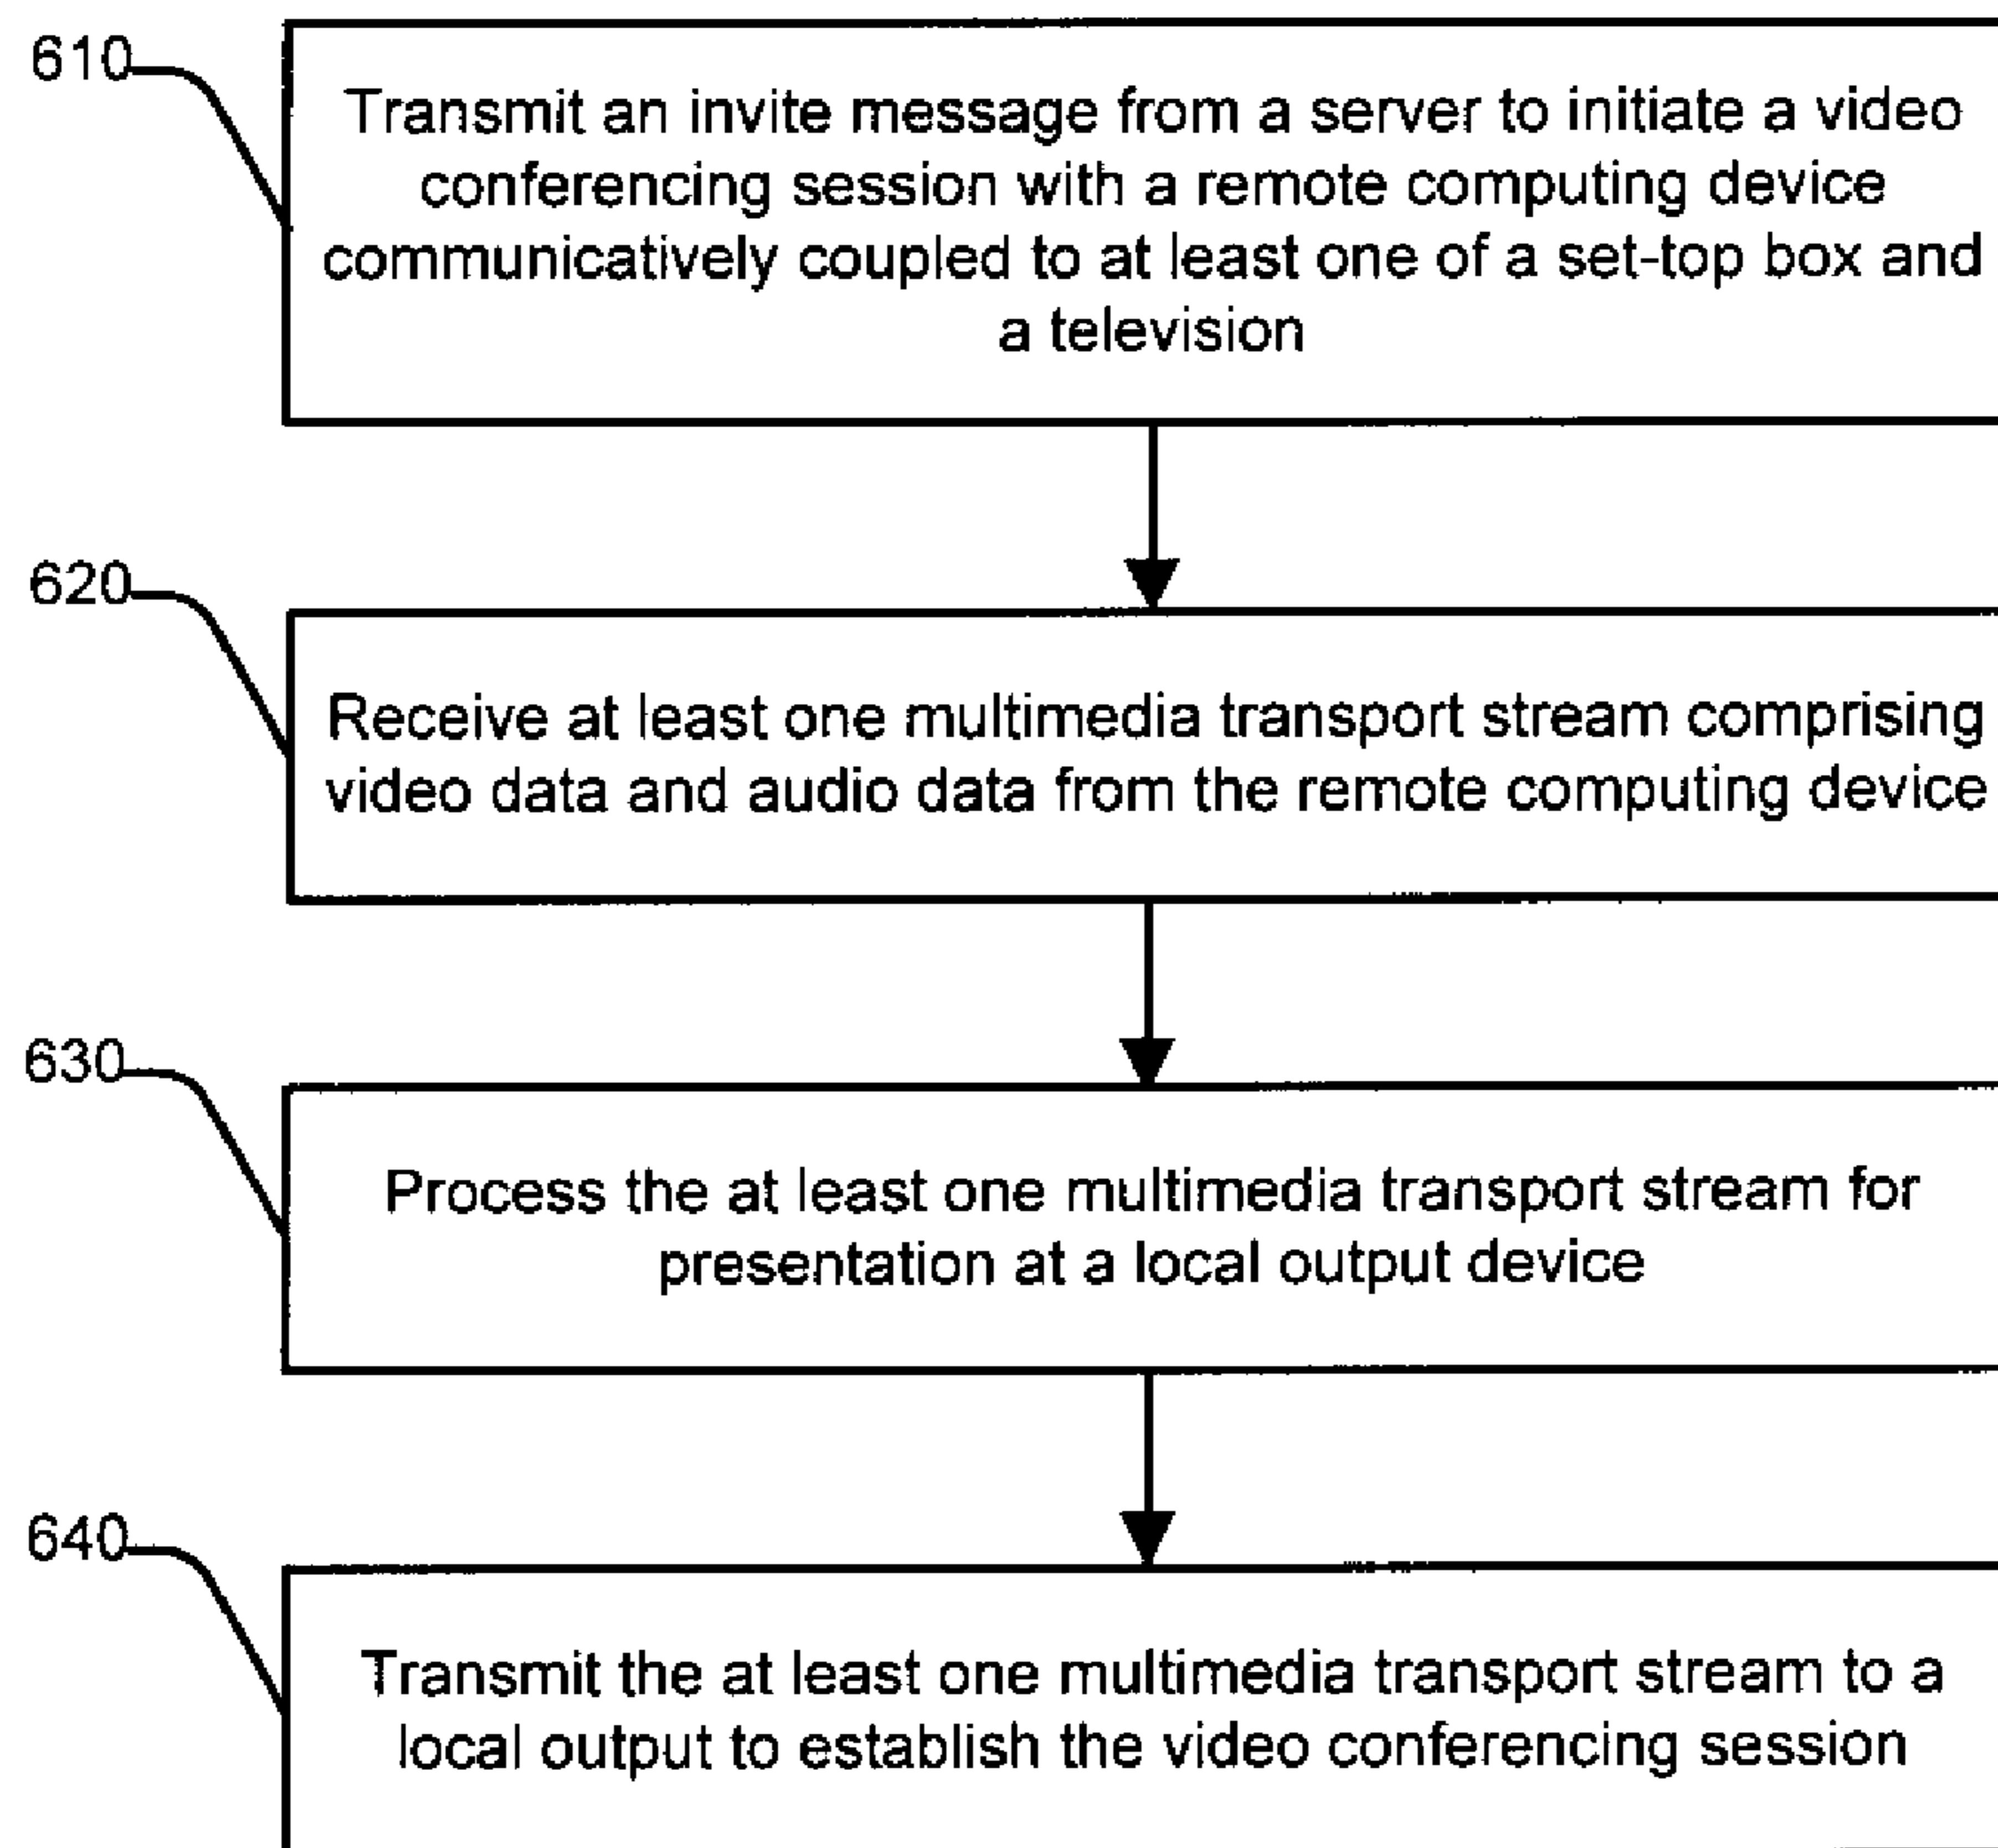 610
Transmit an invite message from a server to initiate a video
conferencing session with a remote computing device
communicatively coupled to at least one of a set-top box and
a television
620
Receive at least one multimedia transport stream comprising
video data and audio data from the remote computing device
630
Process the at least one multimedia transport stream for
presentation at a local output device
640
Transmit the at least one multimedia transport stream to a
local output to establish the video conferencing session